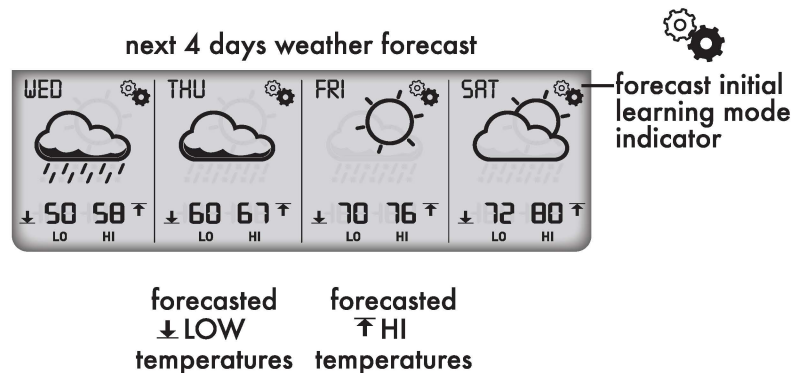 next 4 days weather forecast
WED THU FRI SAT
forecast initial
learning mode
indicator
50 58 60 67 70 76 72 80
LO HI LO HI LO HI LO HI
forecasted forecasted
LOW HI
temperatures temperatures